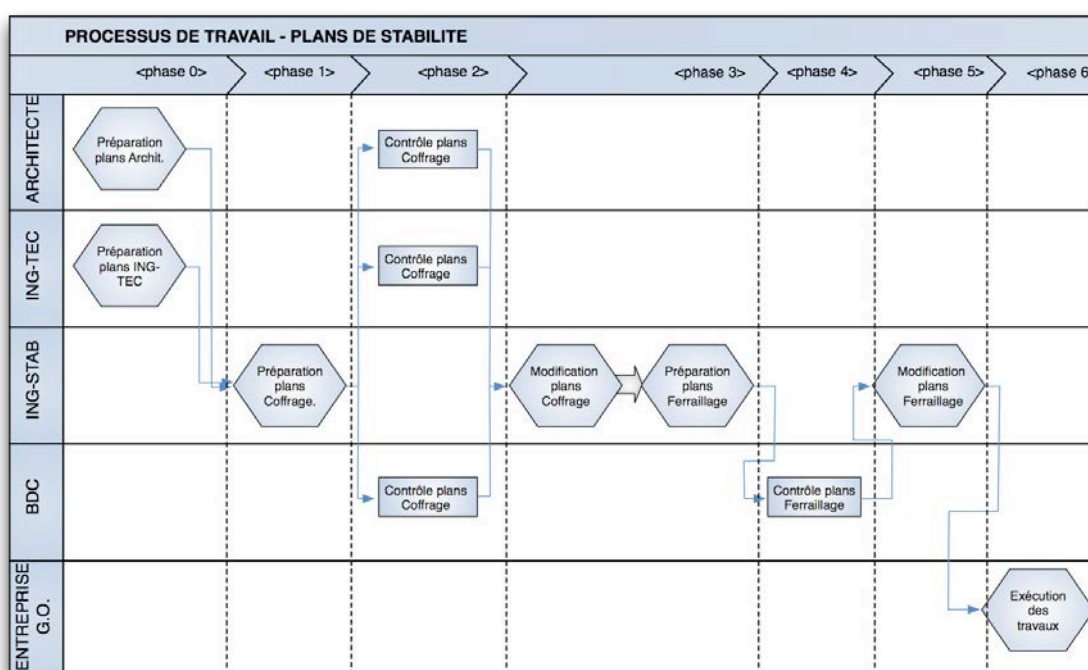 PROCESSUS DE TRAVAIL - PLANS DE STABILITE
<phase 0>
<phase 1>
<phase 2>
<phase 3>
<phase 4>
<phase 5>
<phase 6
ARCHITECTE
Préparation
plans Archit.
Contrôle plans
Coffrage
ING-TEC
Préparation
plans ING-
TEC
Contrôle plans
Coffrage
ING-STAB
Préparation
plans
Coffrage.
Modification
plans
Coffrage
Préparation
plans
Ferraillage
Modification
plans
Ferraillage
BDC
Contrôle plans
Coffrage
Contrôle plans
Ferraillage
ENTREPRISE
G.O.
Exécution
des
travaux